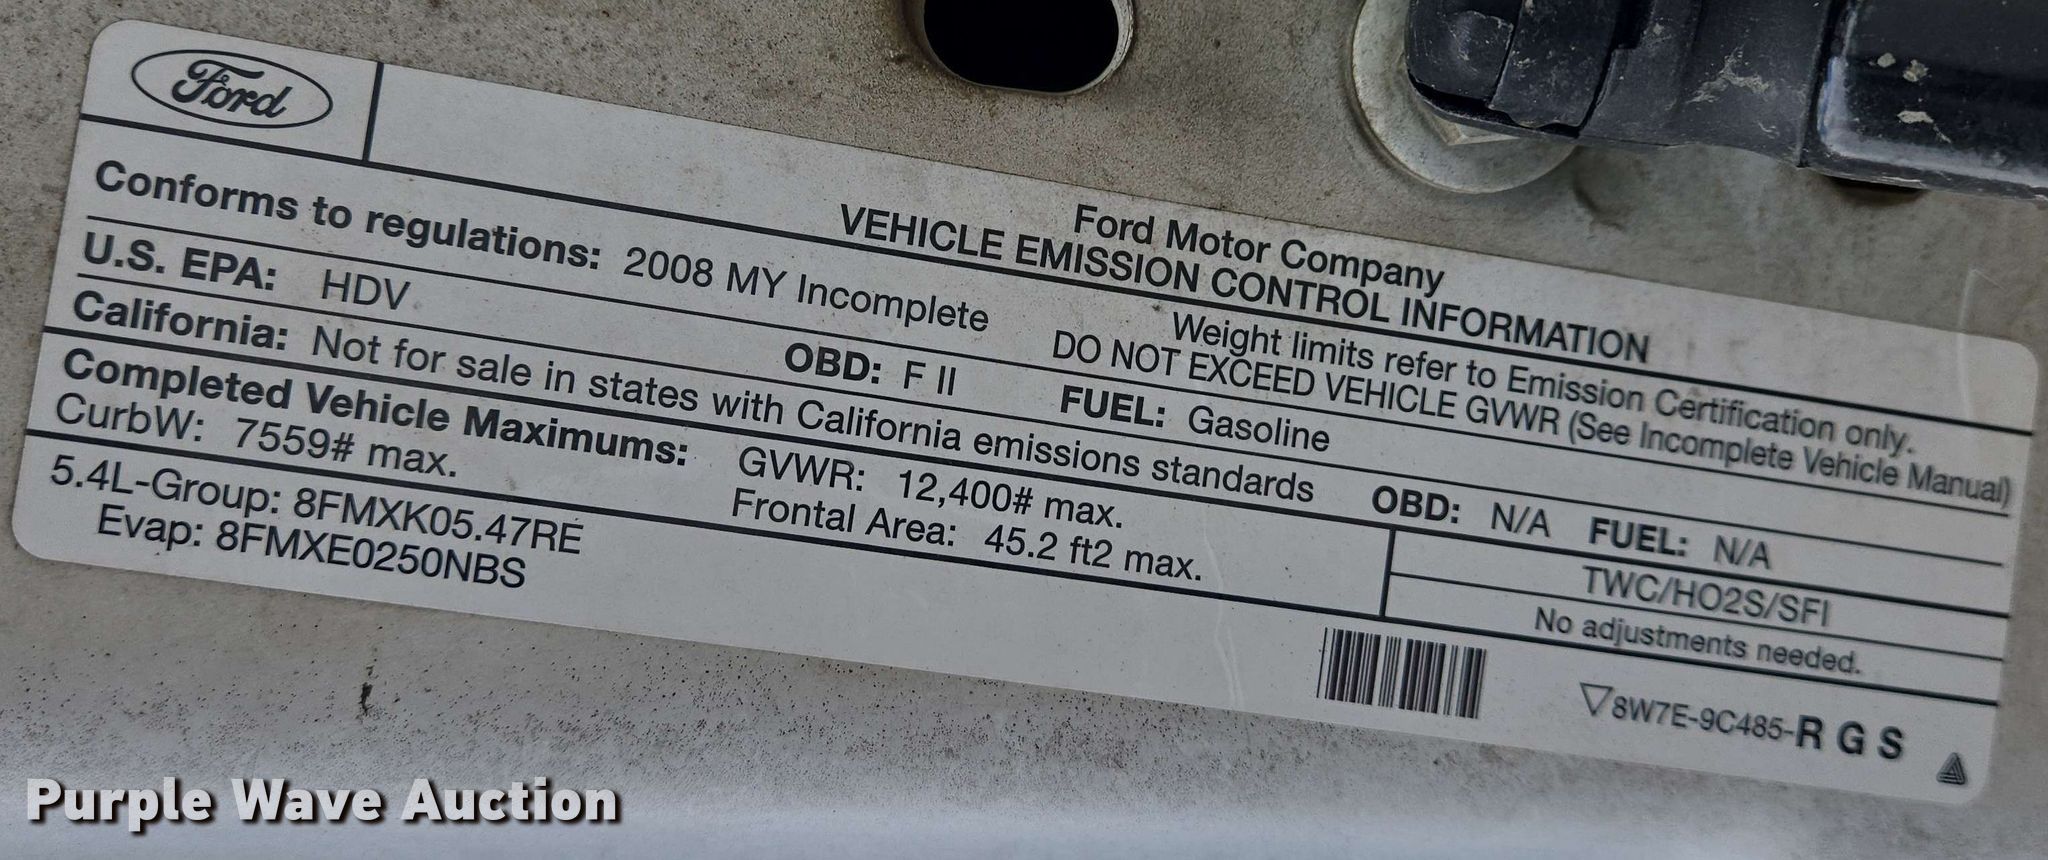 Ford
Ford Motor Company
VEHICLE EMISSION CONTROL INFORMATION
Conforms to regulations: 2008 MY Incomplete
Weight limits refer to Emission Certification only.
DO NOT EXCEED VEHICLE GVWR (See Incomplete Vehicle Manual)
U.S. EPA: HDV OBD: F II FUEL: Gasoline
California: Not for sale in states with California emissions standards OBD: N/A FUEL: N/A
Completed Vehicle Maximums: GVWR: 12,400# max.
CurbW: 7559# max. Frontal Area: 45.2 ft2 max.
TWC/HO2S/SFI
No adjustments needed.
5.4L-Group: 8FMXK05.47RE
Evap: 8FMXE0250NBS
8W7E-9C485-R G S
Purple Wave Auction